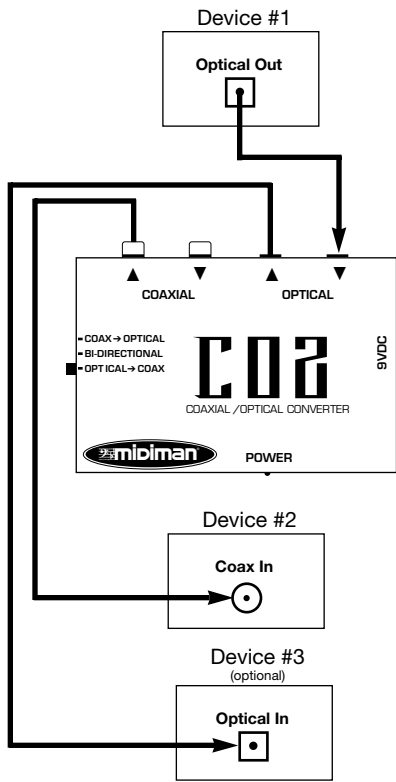 Device #1
Optical Out
COAXIAL
OPTICAL
COAX → OPTICAL
BI-DIRECTIONAL
OPTICAL → COAX
CO2
COAXIAL / OPTICAL CONVERTER
9VDC
midiman
POWER
Device #2
Coax In
Device #3
(optional)
Optical In